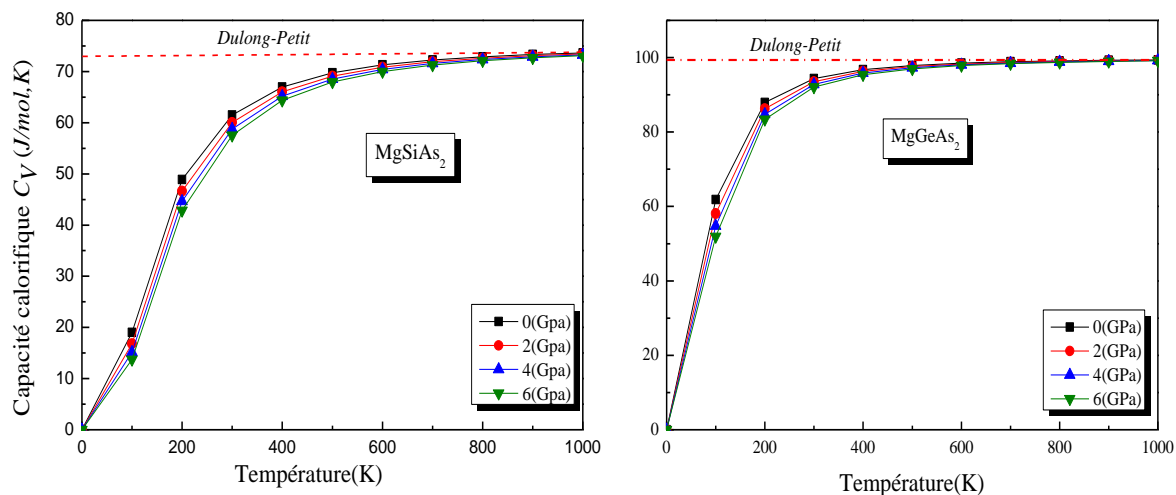 Capacité calorifique CV (J/mol,K)
80
70
60
50
40
30
20
10
0
Dulong-Petit
MgSiAs2
0(Gpa)
2(Gpa)
4(Gpa)
6(Gpa)
0 200 400 600 800 1000
Température(K)
100
80
60
40
20
0
Dulong-Petit
MgGeAs2
0(GPa)
2(GPa)
4(GPa)
6(GPa)
0 200 400 600 800 1000
Température(K)